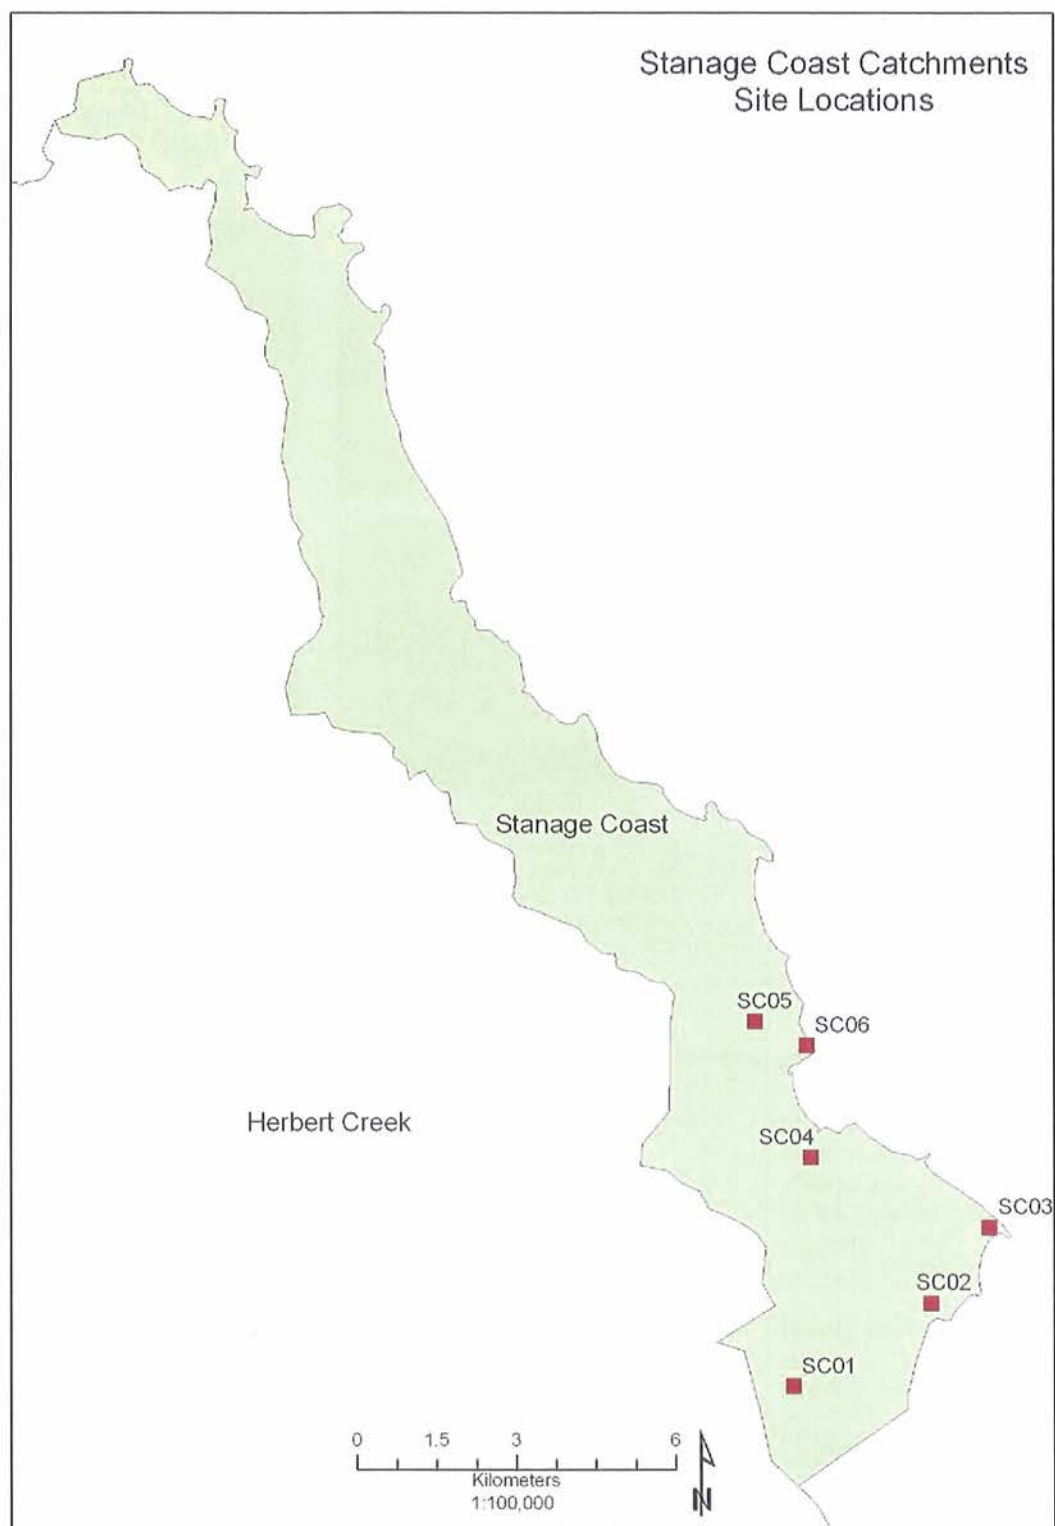 Stanage Coast Catchments
Site Locations
Stanage Coast
SC05
SC06
Herbert Creek
SC04
SC03
SC02
SC01
0 1.5 3 6
Kilometers
1:100,000
N